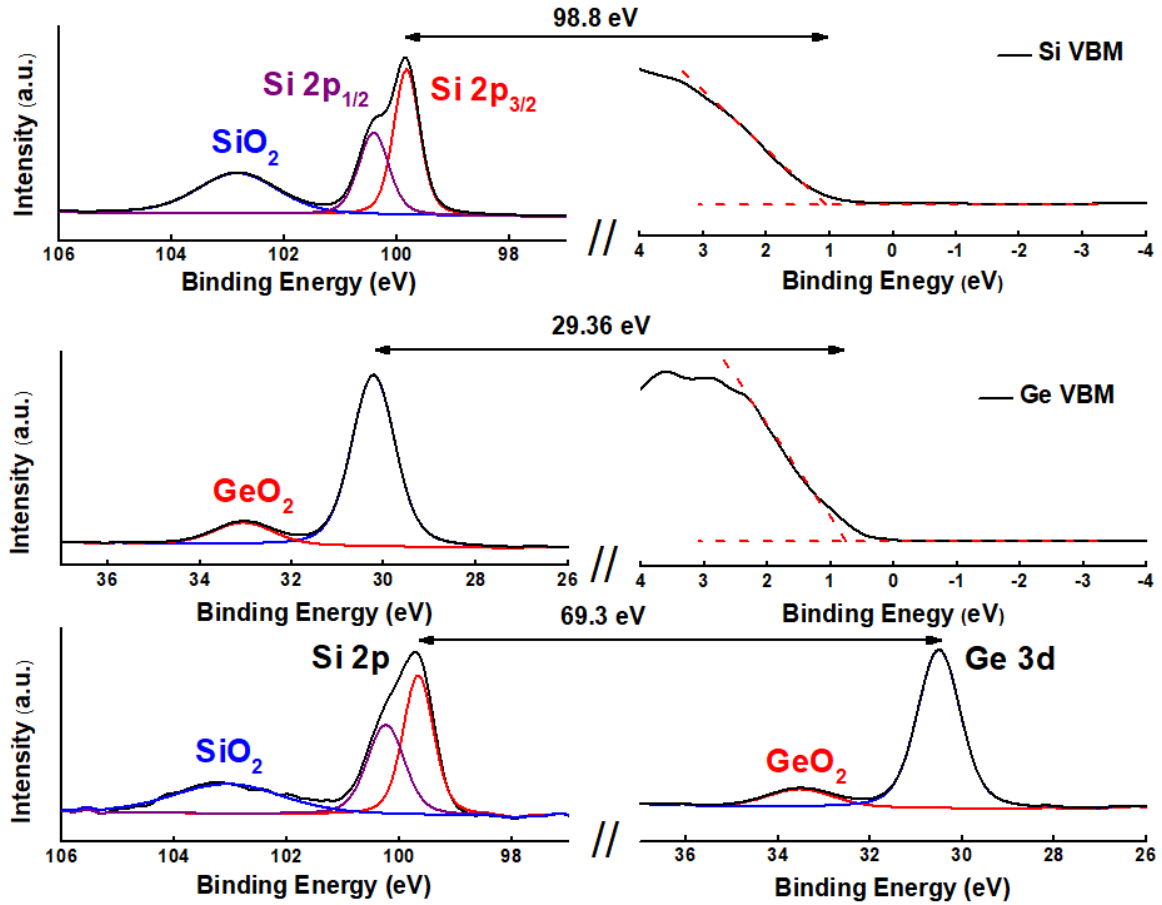 98.8 eV
Intensity (a.u.)
Si 2p1/2
Si 2p3/2
SiO2
Si VBM
106 104 102 100 98
//
4 3 2 1 0 -1 -2 -3 -4
Binding Energy (eV)
Binding Enegy (eV)
29.36 eV
Intensity (a.u.)
GeO2
Ge VBM
36 34 32 30 28 26
//
4 3 2 1 0 -1 -2 -3 -4
Binding Energy (eV)
Binding Enegy (eV)
69.3 eV
Intensity (a.u.)
Si 2p
Ge 3d
SiO2
GeO2
106 104 102 100 98
//
36 34 32 30 28 26
Binding Energy (eV)
Binding Energy (eV)